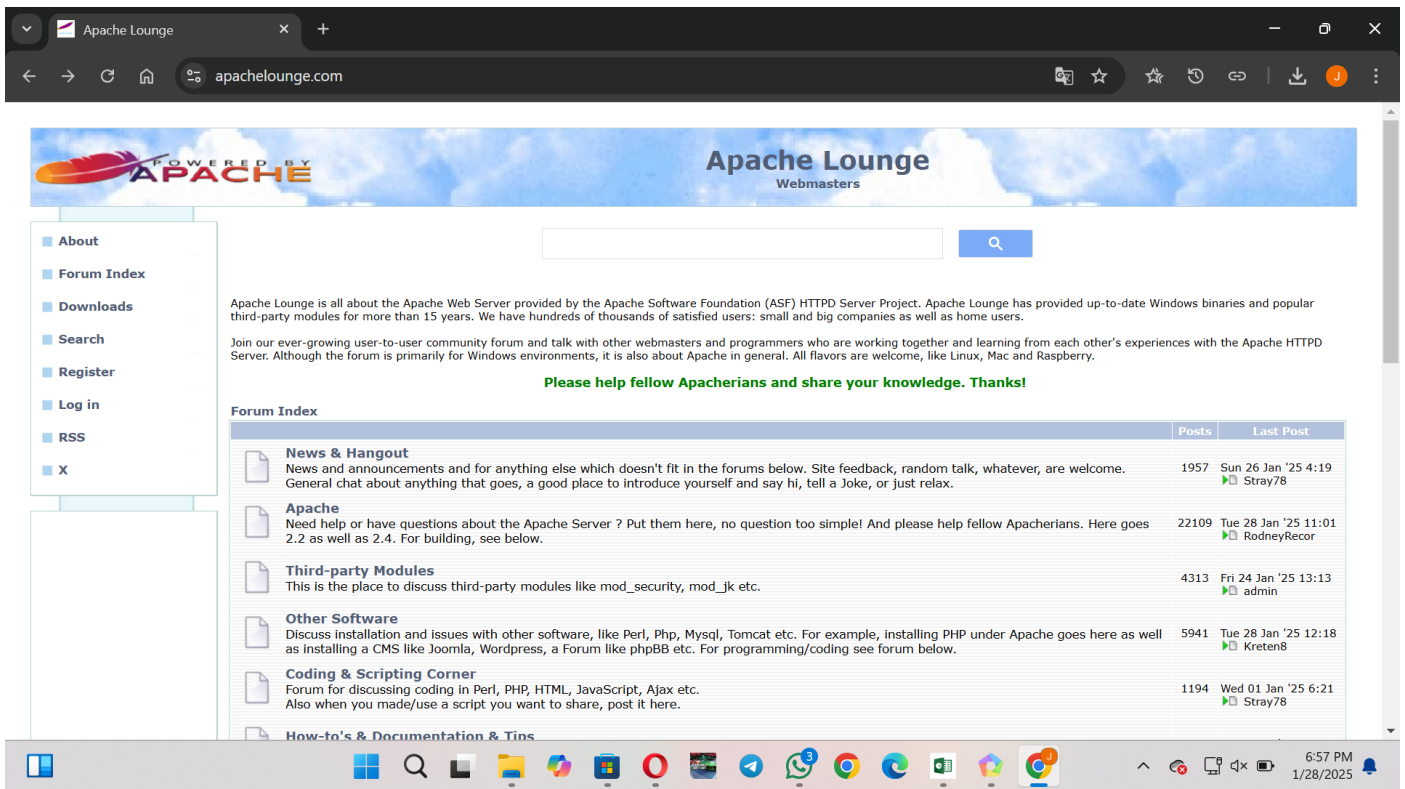 Apache Lounge
apachelounge.com
J
POWERED BY
APACHE
Apache Lounge
Webmasters
About
Forum Index
Downloads
Search
Register
Log in
RSS
X
Apache Lounge is all about the Apache Web Server provided by the Apache Software Foundation (ASF) HTTPD Server Project. Apache Lounge has provided up-to-date Windows binaries and popular
third-party modules for more than 15 years. We have hundreds of thousands of satisfied users: small and big companies as well as home users.
Join our ever-growing user-to-user community forum and talk with other webmasters and programmers who are working together and learning from each other's experiences with the Apache HTTPD
Server. Although the forum is primarily for Windows environments, it is also about Apache in general. All flavors are welcome, like Linux, Mac and Raspberry.
Please help fellow Apacherians and share your knowledge. Thanks!
Forum Index
Posts Last Post
News & Hangout
News and announcements and for anything else which doesn't fit in the forums below. Site feedback, random talk, whatever, are welcome. 1957 Sun 26 Jan '25 4:19
General chat about anything that goes, a good place to introduce yourself and say hi, tell a Joke, or just relax. Stray78
Apache
Need help or have questions about the Apache Server ? Put them here, no question too simple! And please help fellow Apacherians. Here goes 22109 Tue 28 Jan '25 11:01
2.2 as well as 2.4. For building, see below. RodneyRecor
Third-party Modules
This is the place to discuss third-party modules like mod_security, mod_jk etc. 4313 Fri 24 Jan '25 13:13
admin
Other Software
Discuss installation and issues with other software, like Perl, Php, Mysql, Tomcat etc. For example, installing PHP under Apache goes here as well 5941 Tue 28 Jan '25 12:18
as installing a CMS like Joomla, Wordpress, a Forum like phpBB etc. For programming/coding see forum below. Kreten8
Coding & Scripting Corner
Forum for discussing coding in Perl, PHP, HTML, JavaScript, Ajax etc. 1194 Wed 01 Jan '25 6:21
Also when you made/use a script you want to share, post it here. Stray78
How-to's & Documentation & Tips
3
J
6:57 PM
1/28/2025